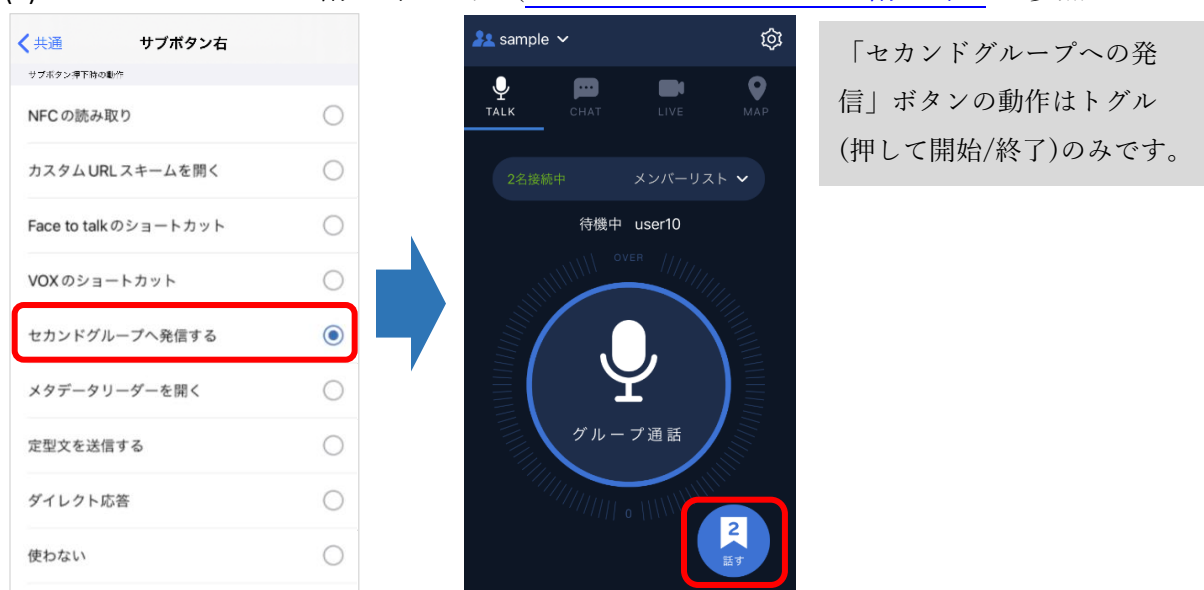 共通
サブボタン右
サブボタン押下時の動作
NFCの読み取り
カスタムURLスキームを開く
Face to talkのショートカット
VOXのショートカット
セカンドグループへ発信する
メタデータリーダーを開く
定型文を送信する
ダイレクト応答
使わない
sample
TALK
CHAT
LIVE
MAP
2名接続中
メンバーリスト
待機中 user10
OVER
グループ通話
0
2
話す
「セカンドグループへの発
信」ボタンの動作はトグル
(押して開始/終了)のみです。